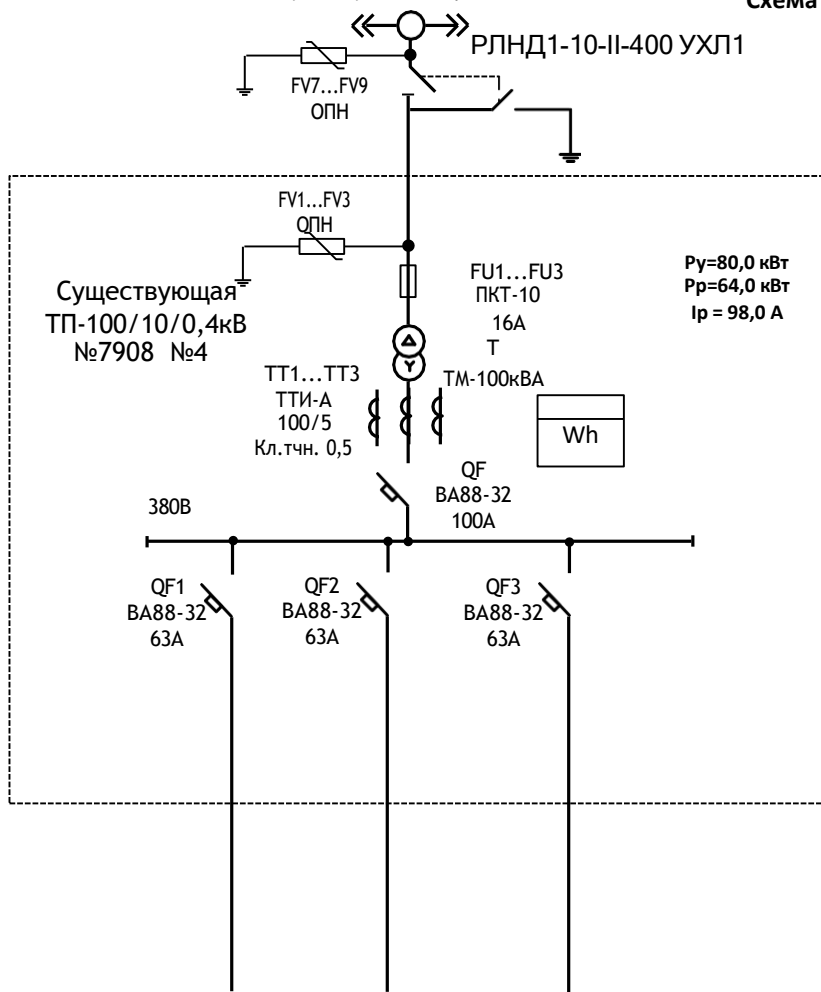 Схема
РЛНД1-10-II-400 УХЛ1
FV7...FV9
ОПН
FV1...FV3
ОПН
Существующая
ТП-100/10/0,4кВ
№7908 №4
FU1...FU3
ПКТ-10
16А
Т
ТМ-100кВА
Ру=80,0 кВт
Рр=64,0 кВт
Iр = 98,0 А
ТТ1...ТТ3
ТТИ-А
100/5
Кл.тчн. 0,5
Wh
QF
ВА88-32
100А
380В
QF1
ВА88-32
63А
QF2
ВА88-32
63А
QF3
ВА88-32
63А